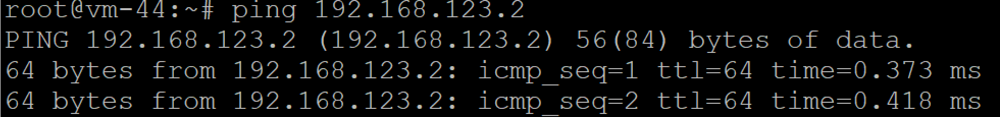 root@vm-44:~# ping 192.168.123.2
PING 192.168.123.2 (192.168.123.2) 56(84) bytes of data.
64 bytes from 192.168.123.2: icmp_seq=1 ttl=64 time=0.373 ms
64 bytes from 192.168.123.2: icmp_seq=2 ttl=64 time=0.418 ms